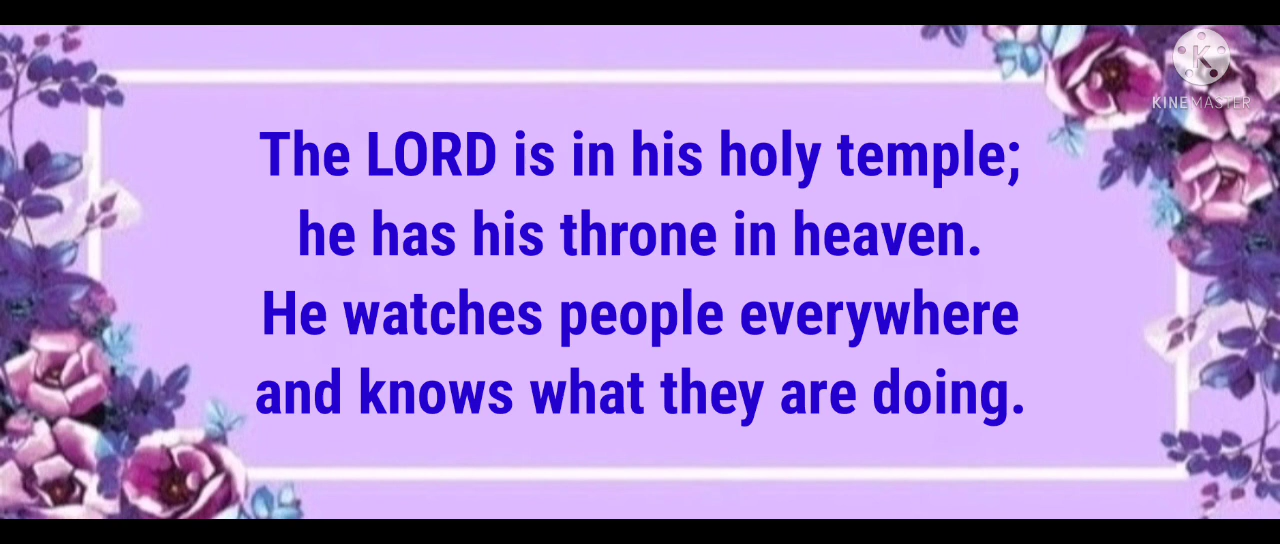 KINEMASTER
The LORD is in his holy temple;
he has his throne in heaven.
He watches people everywhere
and knows what they are doing.